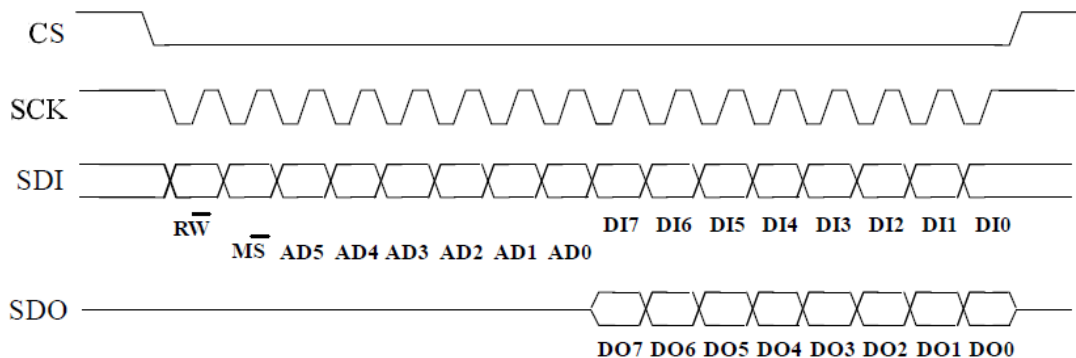 CS
SCK
SDI
RW̅ DI7 DI6 DI5 DI4 DI3 DI2 DI1 DI0
MS̅ AD5 AD4 AD3 AD2 AD1 AD0
SDO
DO7 DO6 DO5 DO4 DO3 DO2 DO1 DO0